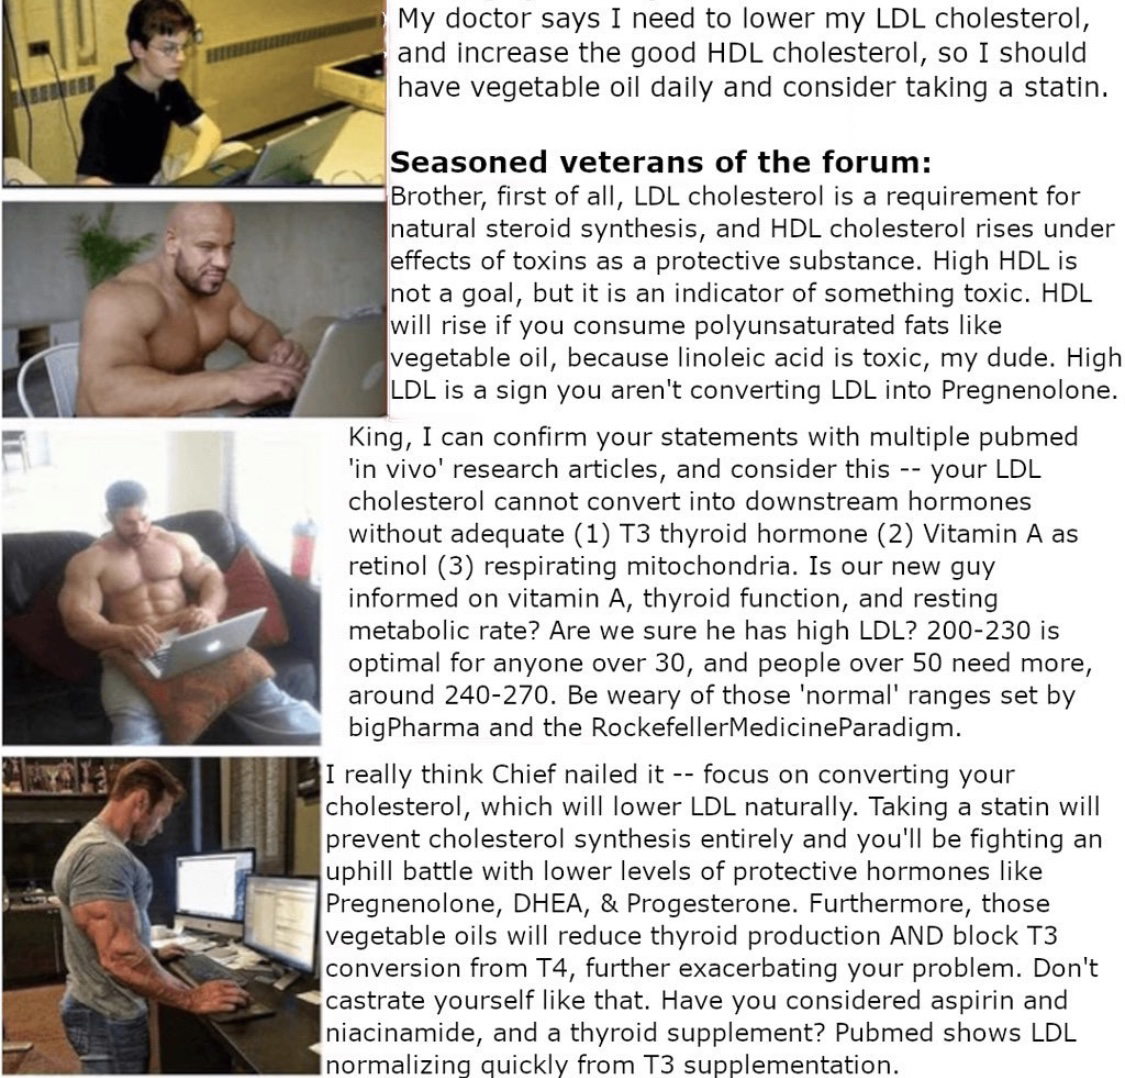 My doctor says I need to lower my LDL cholesterol,
and increase the good HDL cholesterol, so I should
have vegetable oil daily and consider taking a statin.
Seasoned veterans of the forum:
Brother, first of all, LDL cholesterol is a requirement for
natural steroid synthesis, and HDL cholesterol rises under
effects of toxins as a protective substance. High HDL is
not a goal, but it is an indicator of something toxic. HDL
will rise if you consume polyunsaturated fats like
vegetable oil, because linoleic acid is toxic, my dude. High
LDL is a sign you aren't converting LDL into Pregnenolone.
King, I can confirm your statements with multiple pubmed
'in vivo' research articles, and consider this -- your LDL
cholesterol cannot convert into downstream hormones
without adequate (1) T3 thyroid hormone (2) Vitamin A as
retinol (3) respirating mitochondria. Is our new guy
informed on vitamin A, thyroid function, and resting
metabolic rate? Are we sure he has high LDL? 200-230 is
optimal for anyone over 30, and people over 50 need more,
around 240-270. Be weary of those 'normal' ranges set by
bigPharma and the RockefellerMedicineParadigm.
I really think Chief nailed it -- focus on converting your
cholesterol, which will lower LDL naturally. Taking a statin will
prevent cholesterol synthesis entirely and you'll be fighting an
uphill battle with lower levels of protective hormones like
Pregnenolone, DHEA, & Progesterone. Furthermore, those
vegetable oils will reduce thyroid production AND block T3
conversion from T4, further exacerbating your problem. Don't
castrate yourself like that. Have you considered aspirin and
niacinamide, and a thyroid supplement? Pubmed shows LDL
normalizing quickly from T3 supplementation.